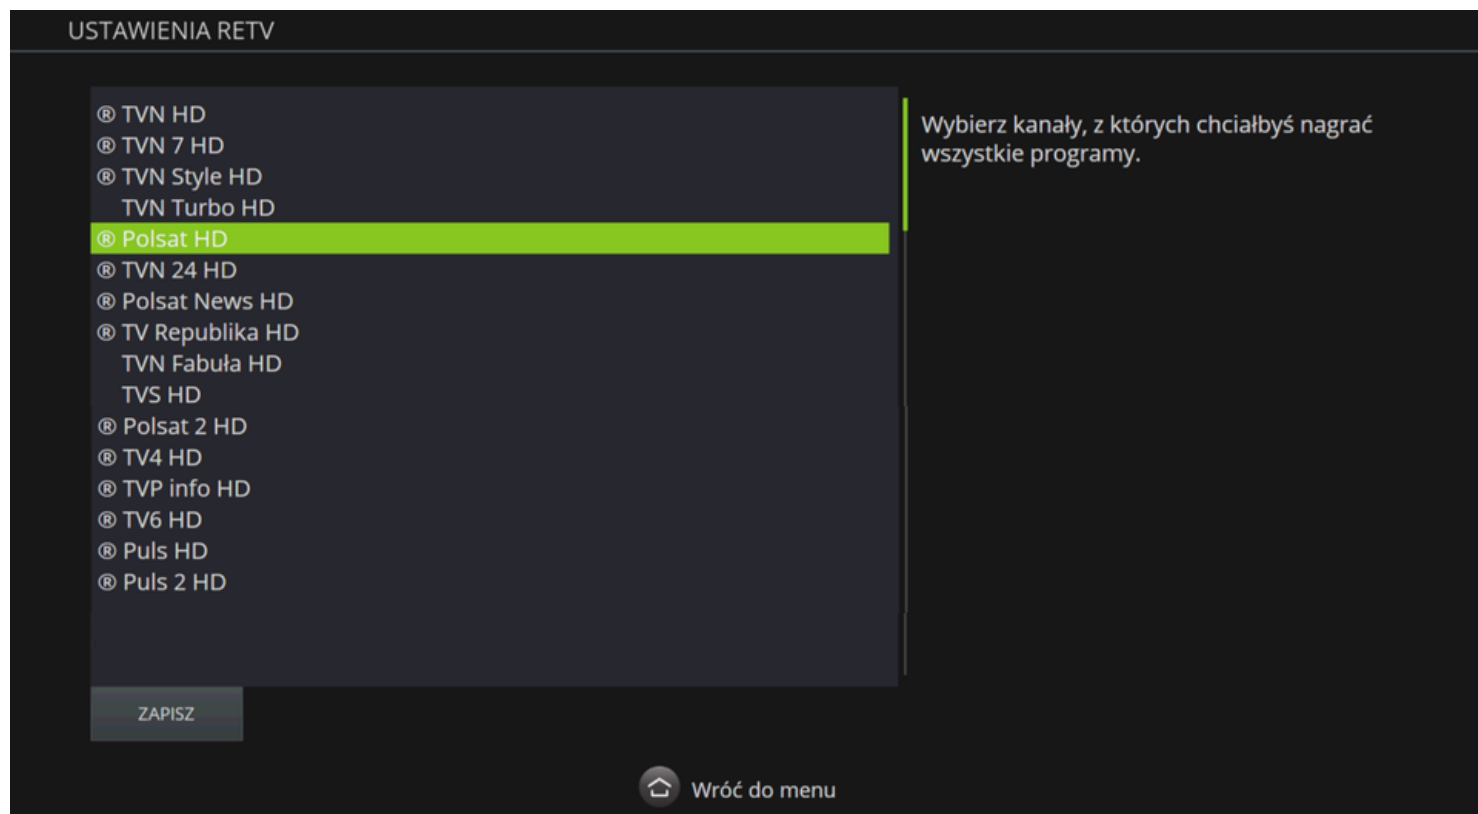 USTAWIENIA RETV
® TVN HD
® TVN 7 HD
® TVN Style HD
TVN Turbo HD
® Polsat HD
® TVN 24 HD
® Polsat News HD
® TV Republika HD
TVN Fabuła HD
TVS HD
® Polsat 2 HD
® TV4 HD
® TVP info HD
® TV6 HD
® Puls HD
® Puls 2 HD
Wybierz kanały, z których chciałbyś nagrać
wszystkie programy.
ZAPISZ
Wróć do menu